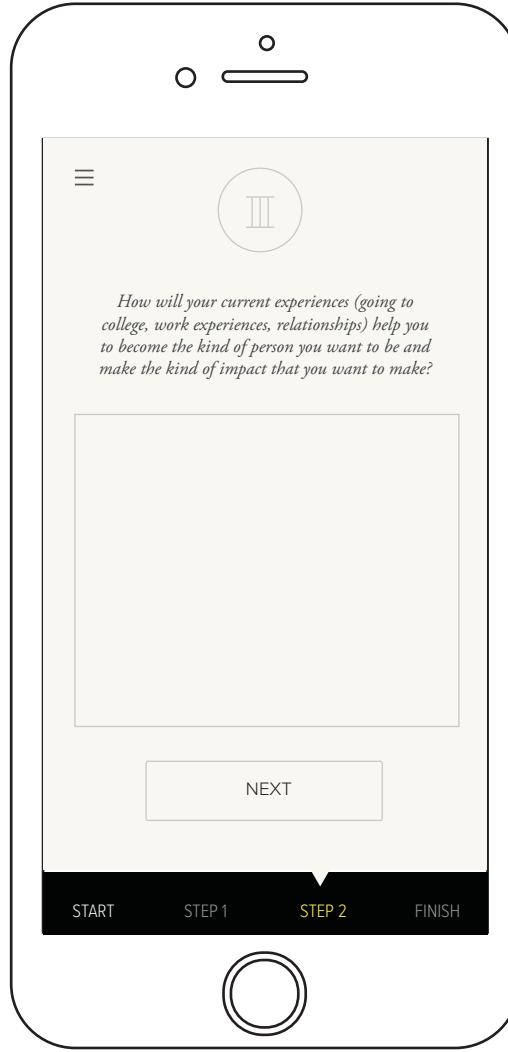 III
How will your current experiences (going to
college, work experiences, relationships) help you
to become the kind of person you want to be and
make the kind of impact that you want to make?
NEXT
START STEP 1 STEP 2 FINISH